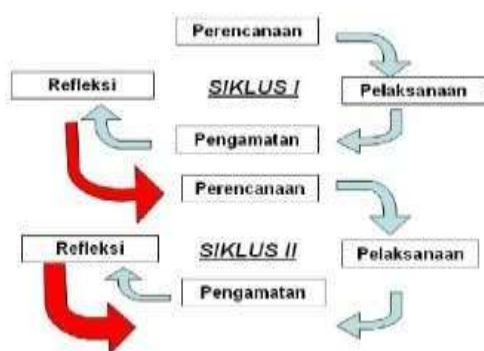 Perencanaan
Refleksi
SIKLUS I
Pelaksanaan
Pengamatan
Perencanaan
Refleksi
SIKLUS II
Pelaksanaan
Pengamatan